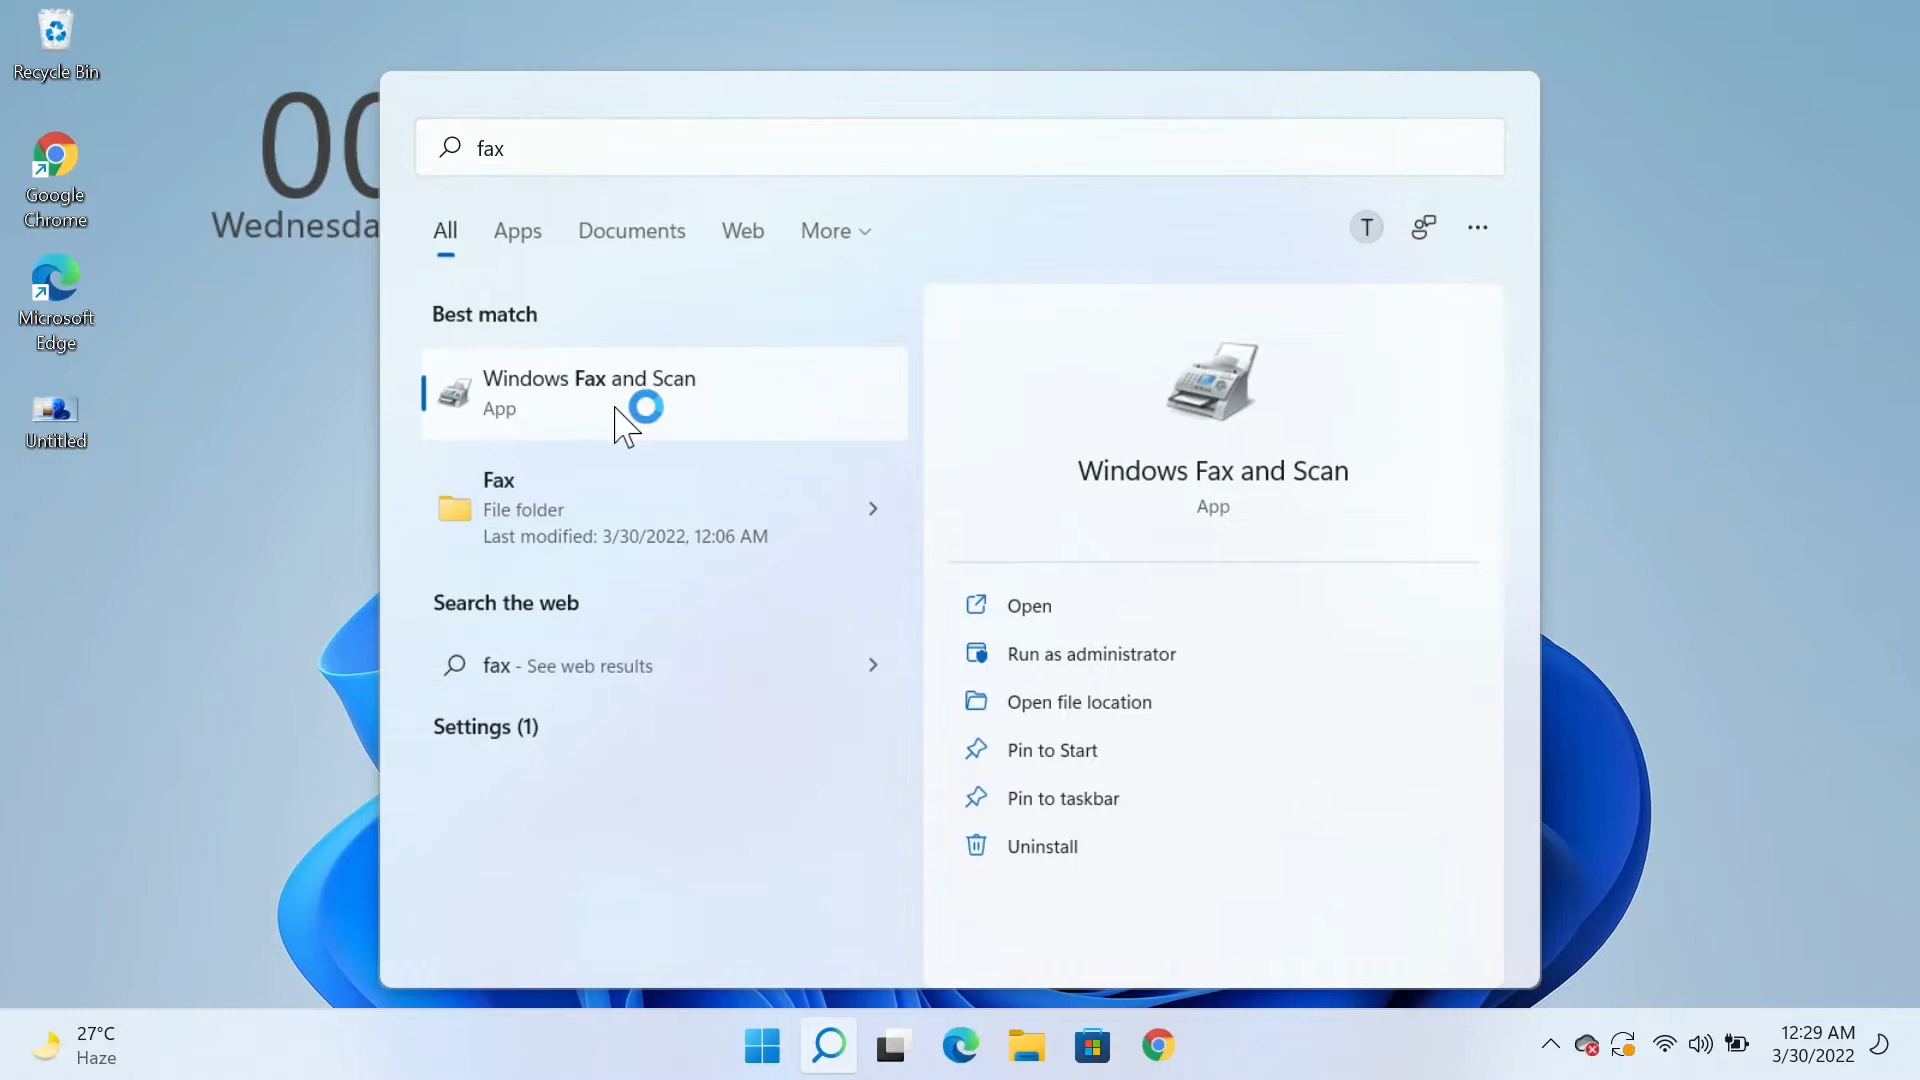 Recycle Bin
Google
Chrome
Microsoft
Edge
Untitled
00
Wednesda
fax
All
Apps
Documents
Web
More
T
Best match
Windows Fax and Scan
App
Fax
File folder
Last modified: 3/30/2022, 12:06 AM
Search the web
fax - See web results
Settings (1)
Windows Fax and Scan
App
Open
Run as administrator
Open file location
Pin to Start
Pin to taskbar
Uninstall
27°C
Haze
12:29 AM
3/30/2022